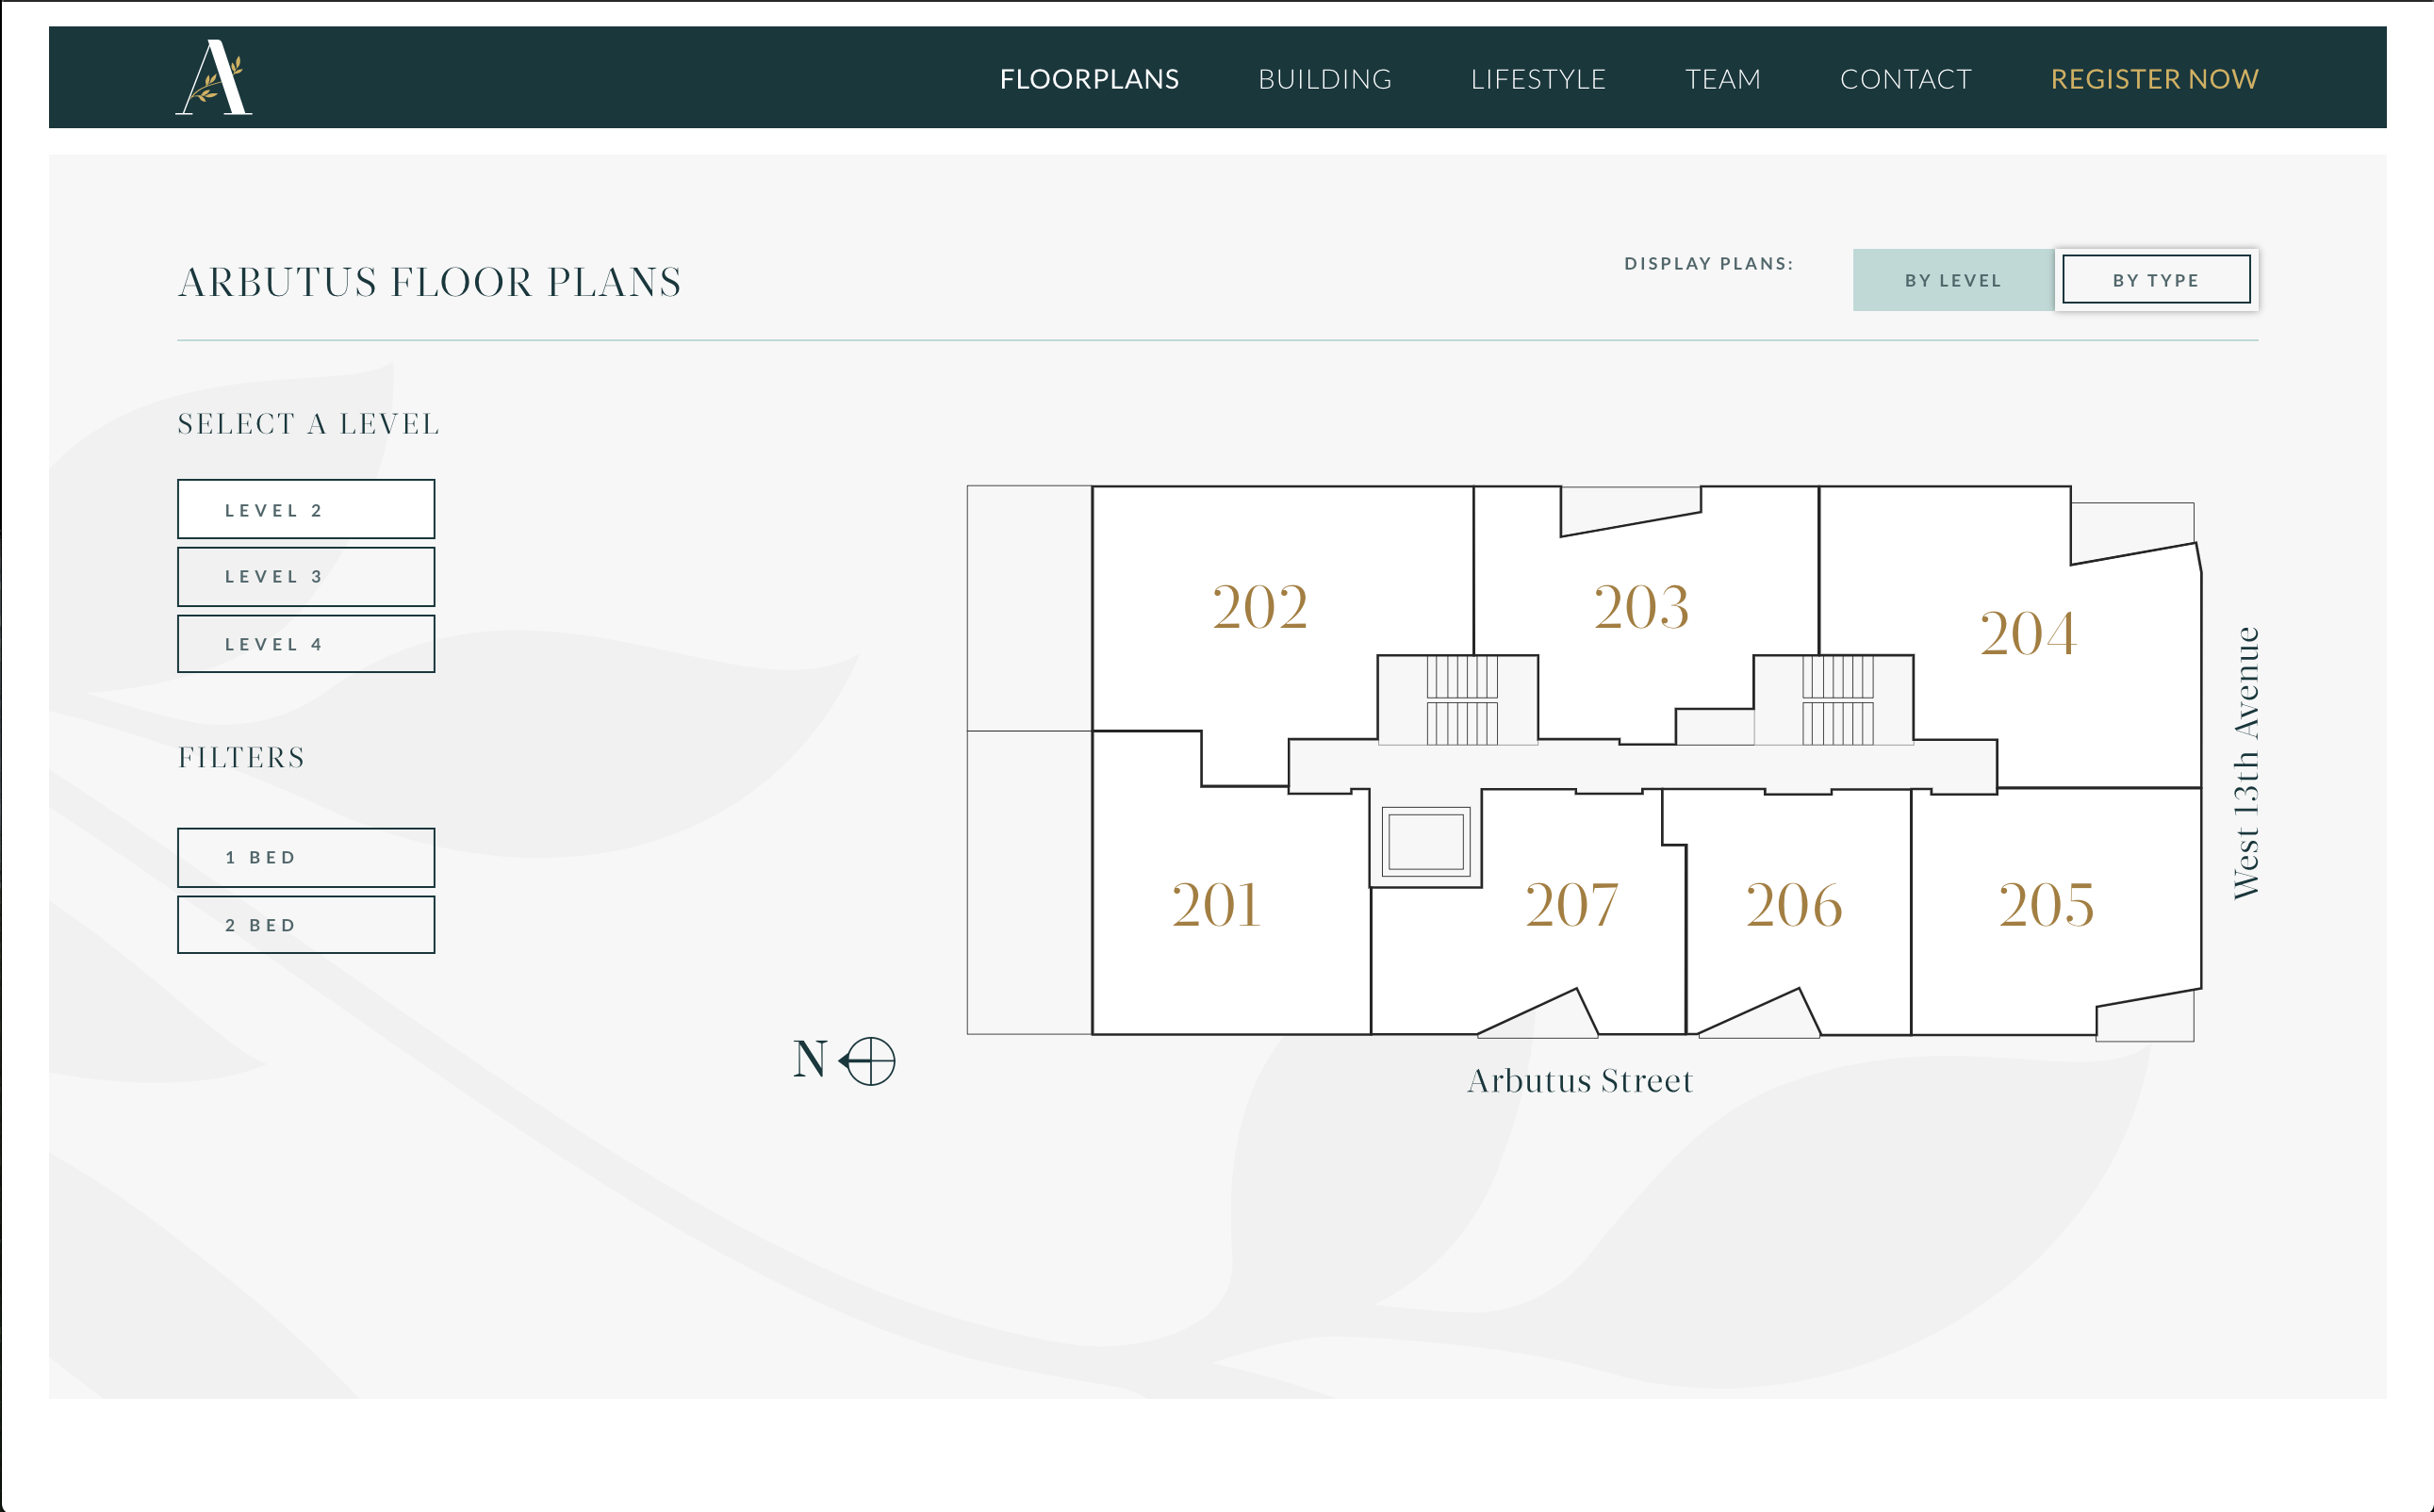 A
FLOORPLANS
BUILDING
LIFESTYLE
TEAM
CONTACT
REGISTER NOW
ARBUTUS FLOOR PLANS
DISPLAY PLANS:
BY LEVEL
BY TYPE
SELECT A LEVEL
LEVEL 2
LEVEL 3
LEVEL 4
FILTERS
1 BED
2 BED
202
203
204
201
207
206
205
West 13th Avenue
N
Arbutus Street